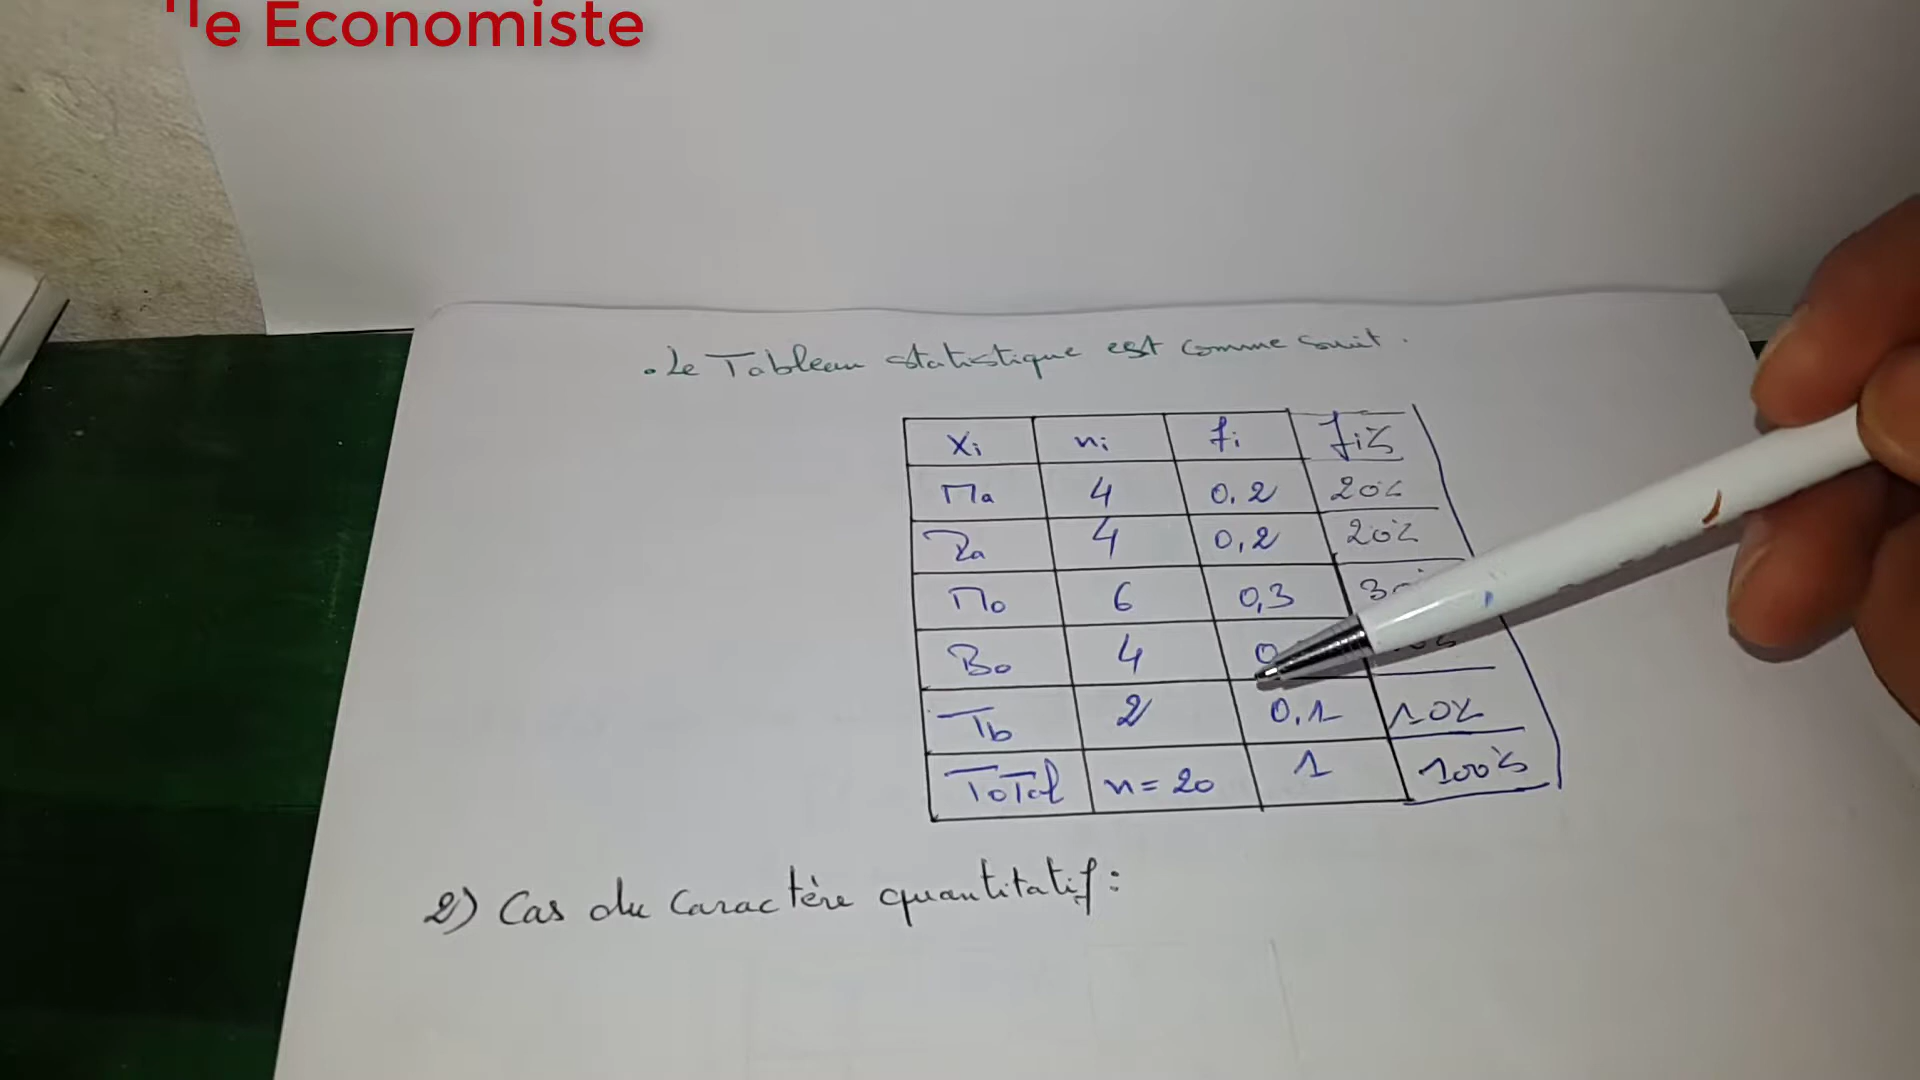 e Economiste
. Le Tableau statistique est comme suit .
Xi ni fi fi%
Ma 4 0.2 20%
Ra 4 0,2 20%
Mo 6 0,3
Bo 4
Tb 2 0,1 10%
ToTal n = 20 1 100%
2) Cas du caractère quantitatif :